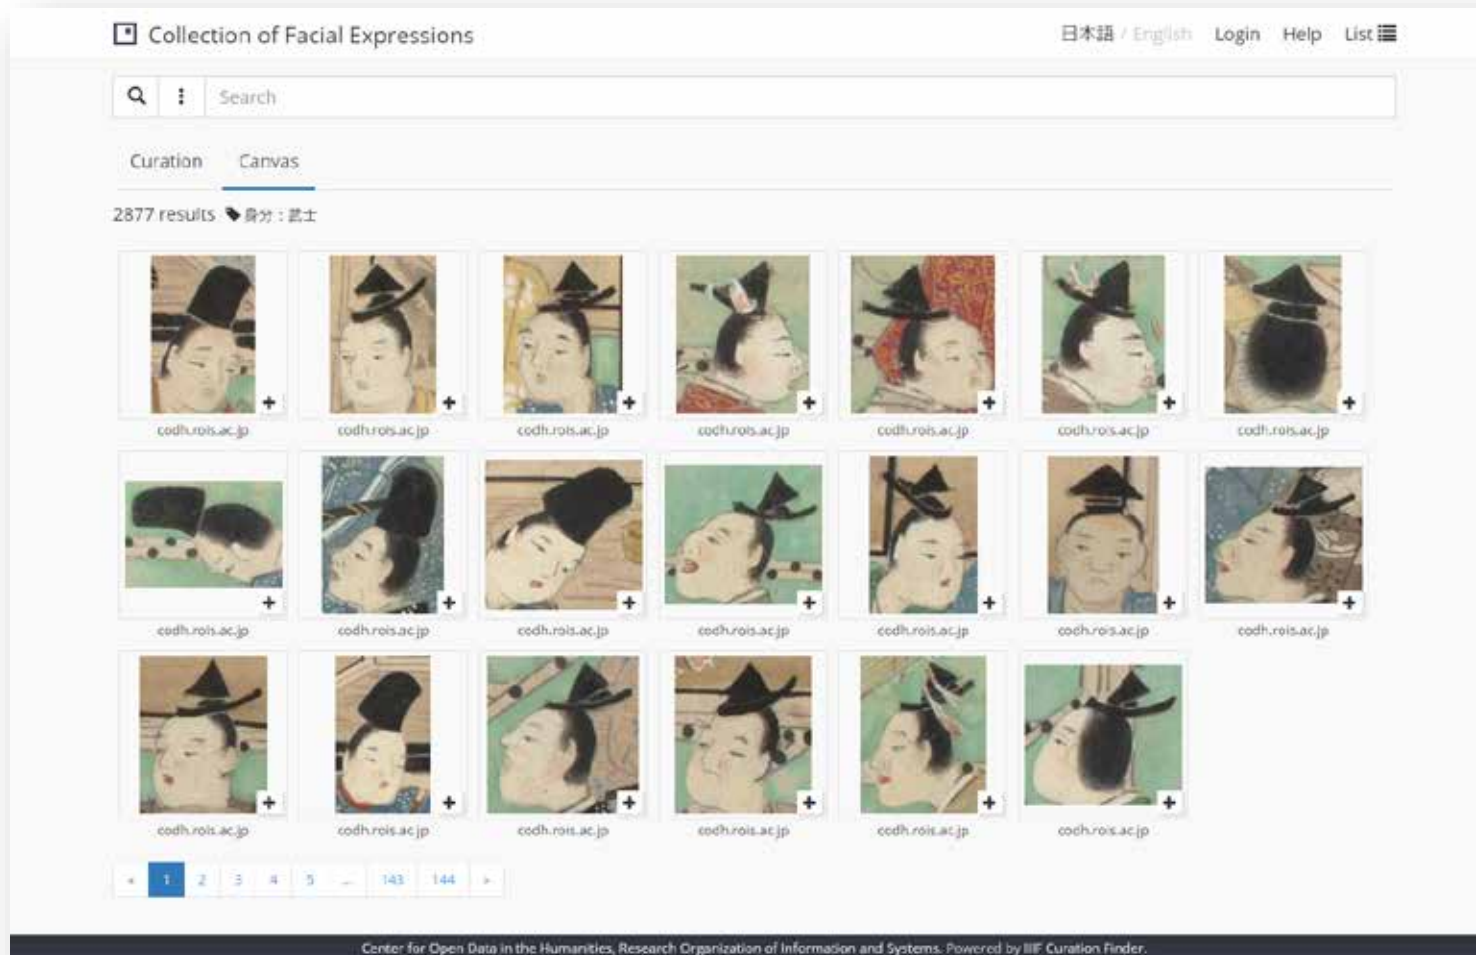 Collection of Facial Expressions
日本語 / English Login Help List
Search
Curation Canvas
2877 results 身分：武士
codh.rois.ac.jp codh.rois.ac.jp codh.rois.ac.jp codh.rois.ac.jp codh.rois.ac.jp codh.rois.ac.jp codh.rois.ac.jp
codh.rois.ac.jp codh.rois.ac.jp codh.rois.ac.jp codh.rois.ac.jp codh.rois.ac.jp codh.rois.ac.jp codh.rois.ac.jp
codh.rois.ac.jp codh.rois.ac.jp codh.rois.ac.jp codh.rois.ac.jp codh.rois.ac.jp codh.rois.ac.jp
« 1 2 3 4 5 ... 143 144 »
Center for Open Data in the Humanities, Research Organization of Information and Systems. Powered by IIIF Curation Finder.